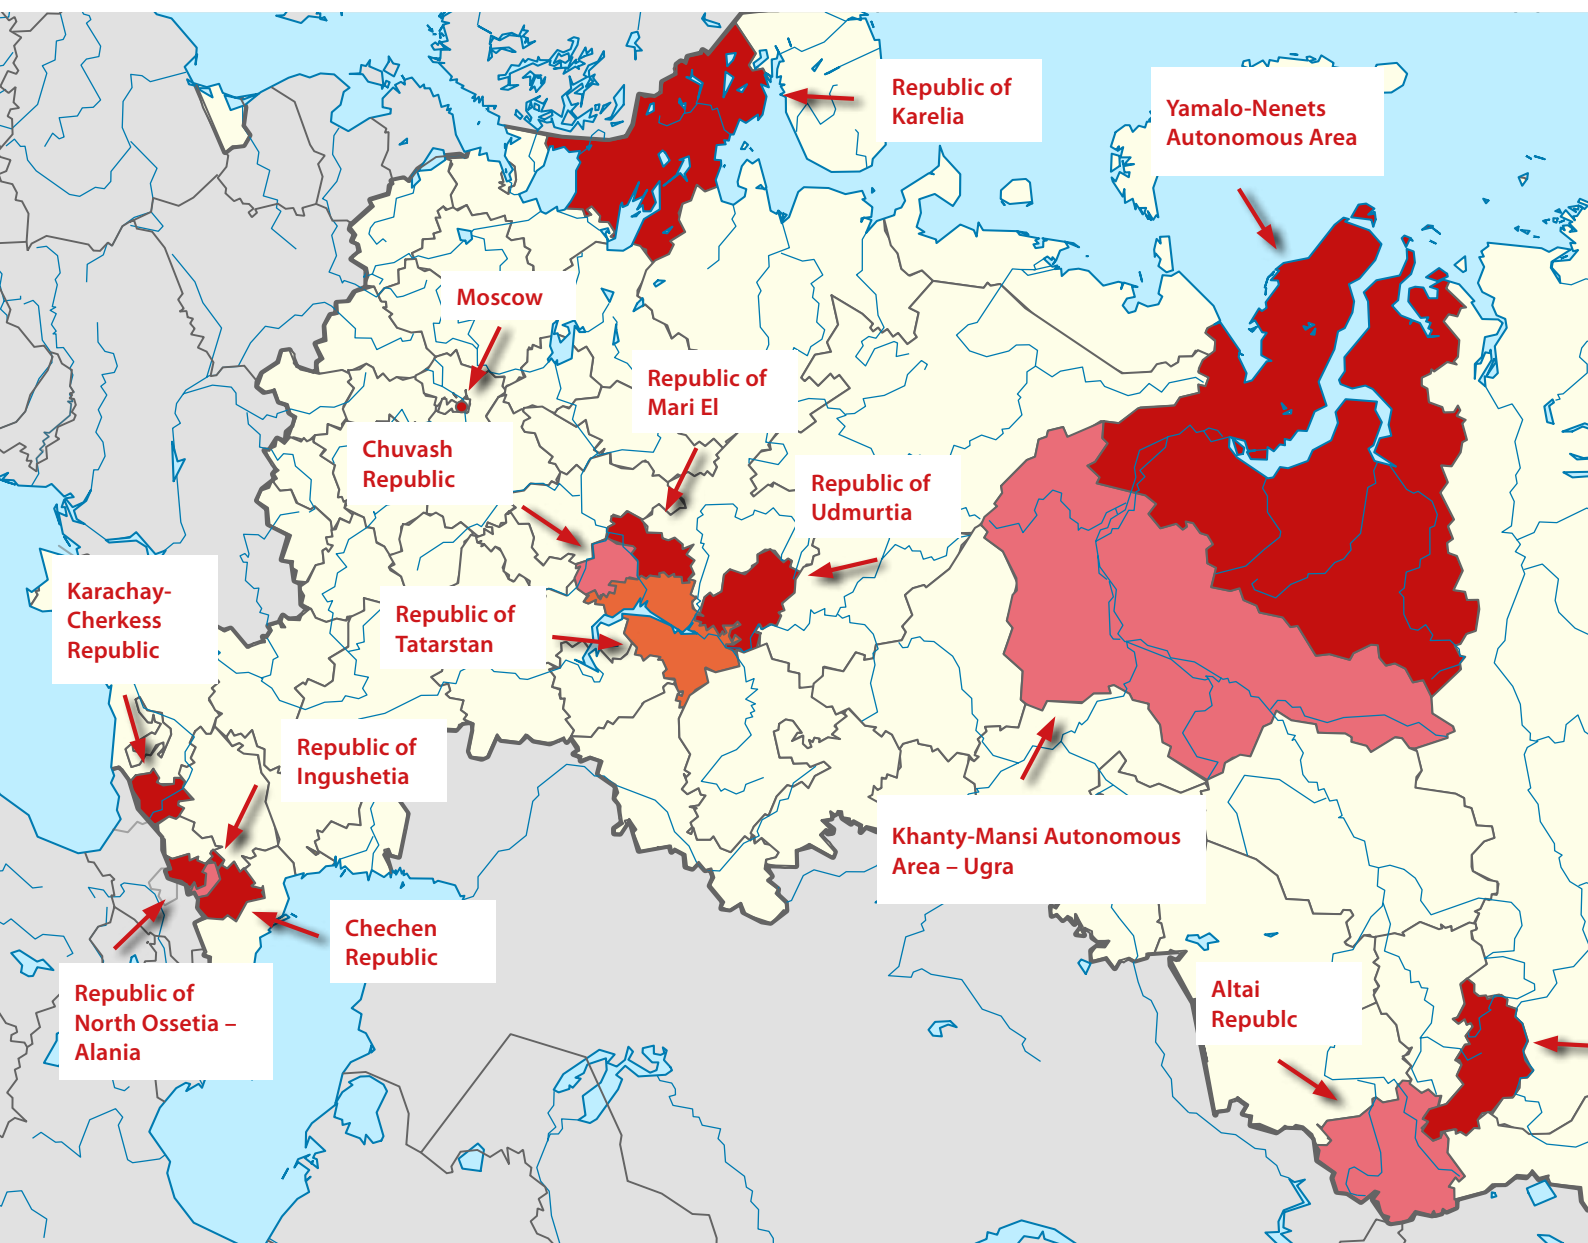 Republic of
Karelia
Yamalo-Nenets
Autonomous Area
Moscow
Republic of
Mari El
Chuvash
Republic
Republic of
Udmurtia
Karachay-
Cherkess
Republic
Republic of
Tatarstan
Republic of
Ingushetia
Khanty-Mansi Autonomous
Area – Ugra
Chechen
Republic
Republic of
North Ossetia –
Alania
Altai
Republc